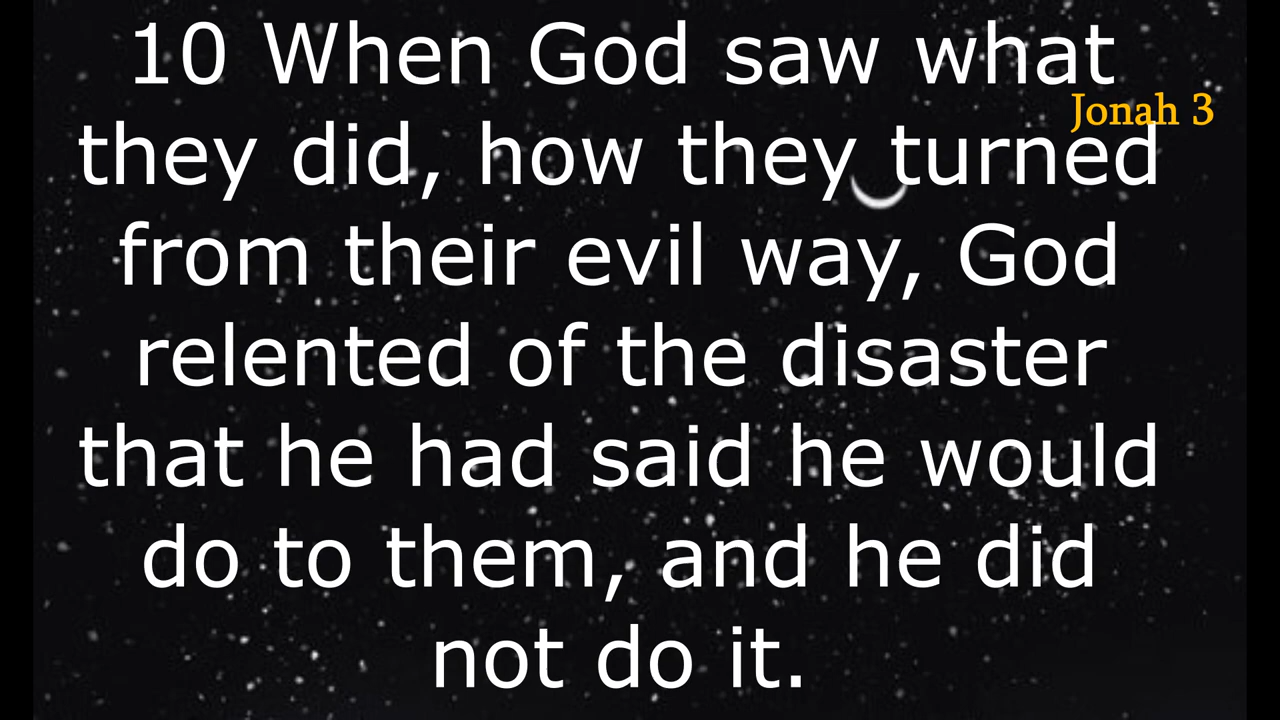 10 When God saw what
Jonah 3
they did, how they turned
from their evil way, God
relented of the disaster
that he had said he would
do to them, and he did
not do it.